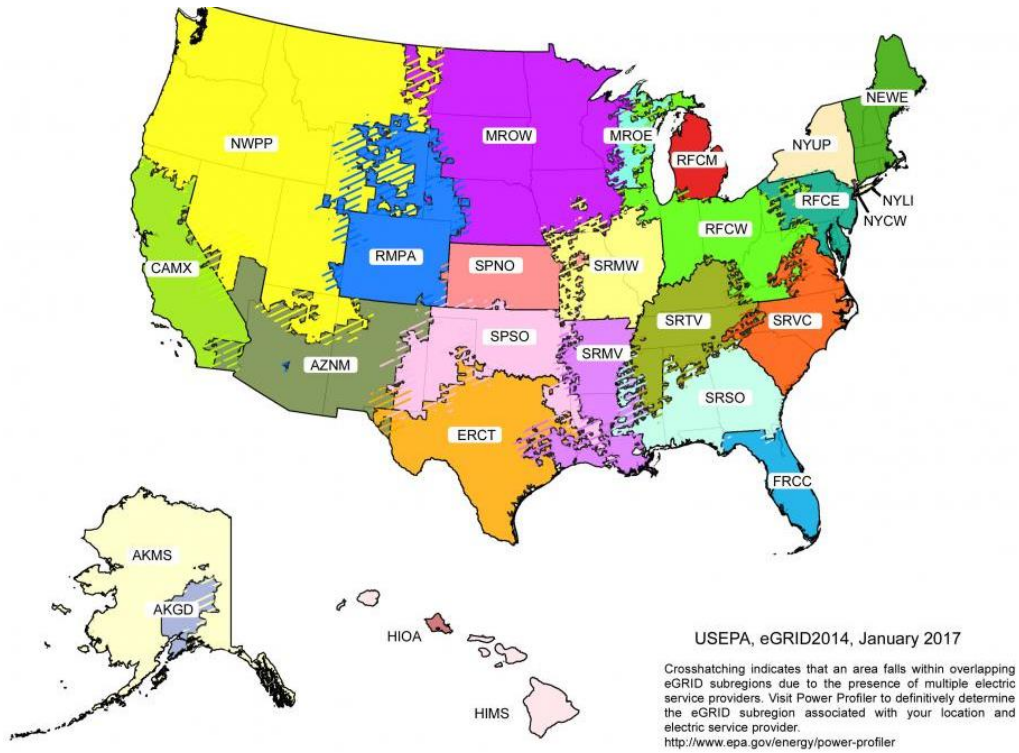 NEWE
MROW
MROE
NYUP
NWPP
RFCM
NYLI
RFCE
NYCW
RFCW
RMPA
CAMX
SPNO
SRMW
SRTV
SRVC
SPSO
SRMV
AZNM
SRSO
ERCT
FRCC
AKMS
AKGD
HIOA
HIMS
USEPA, eGRID2014, January 2017
Crosshatching indicates that an area falls within overlapping
eGRID subregions due to the presence of multiple electric
service providers. Visit Power Profiler to definitively determine
the eGRID subregion associated with your location and
electric service provider.
http://www.epa.gov/energy/power-profiler